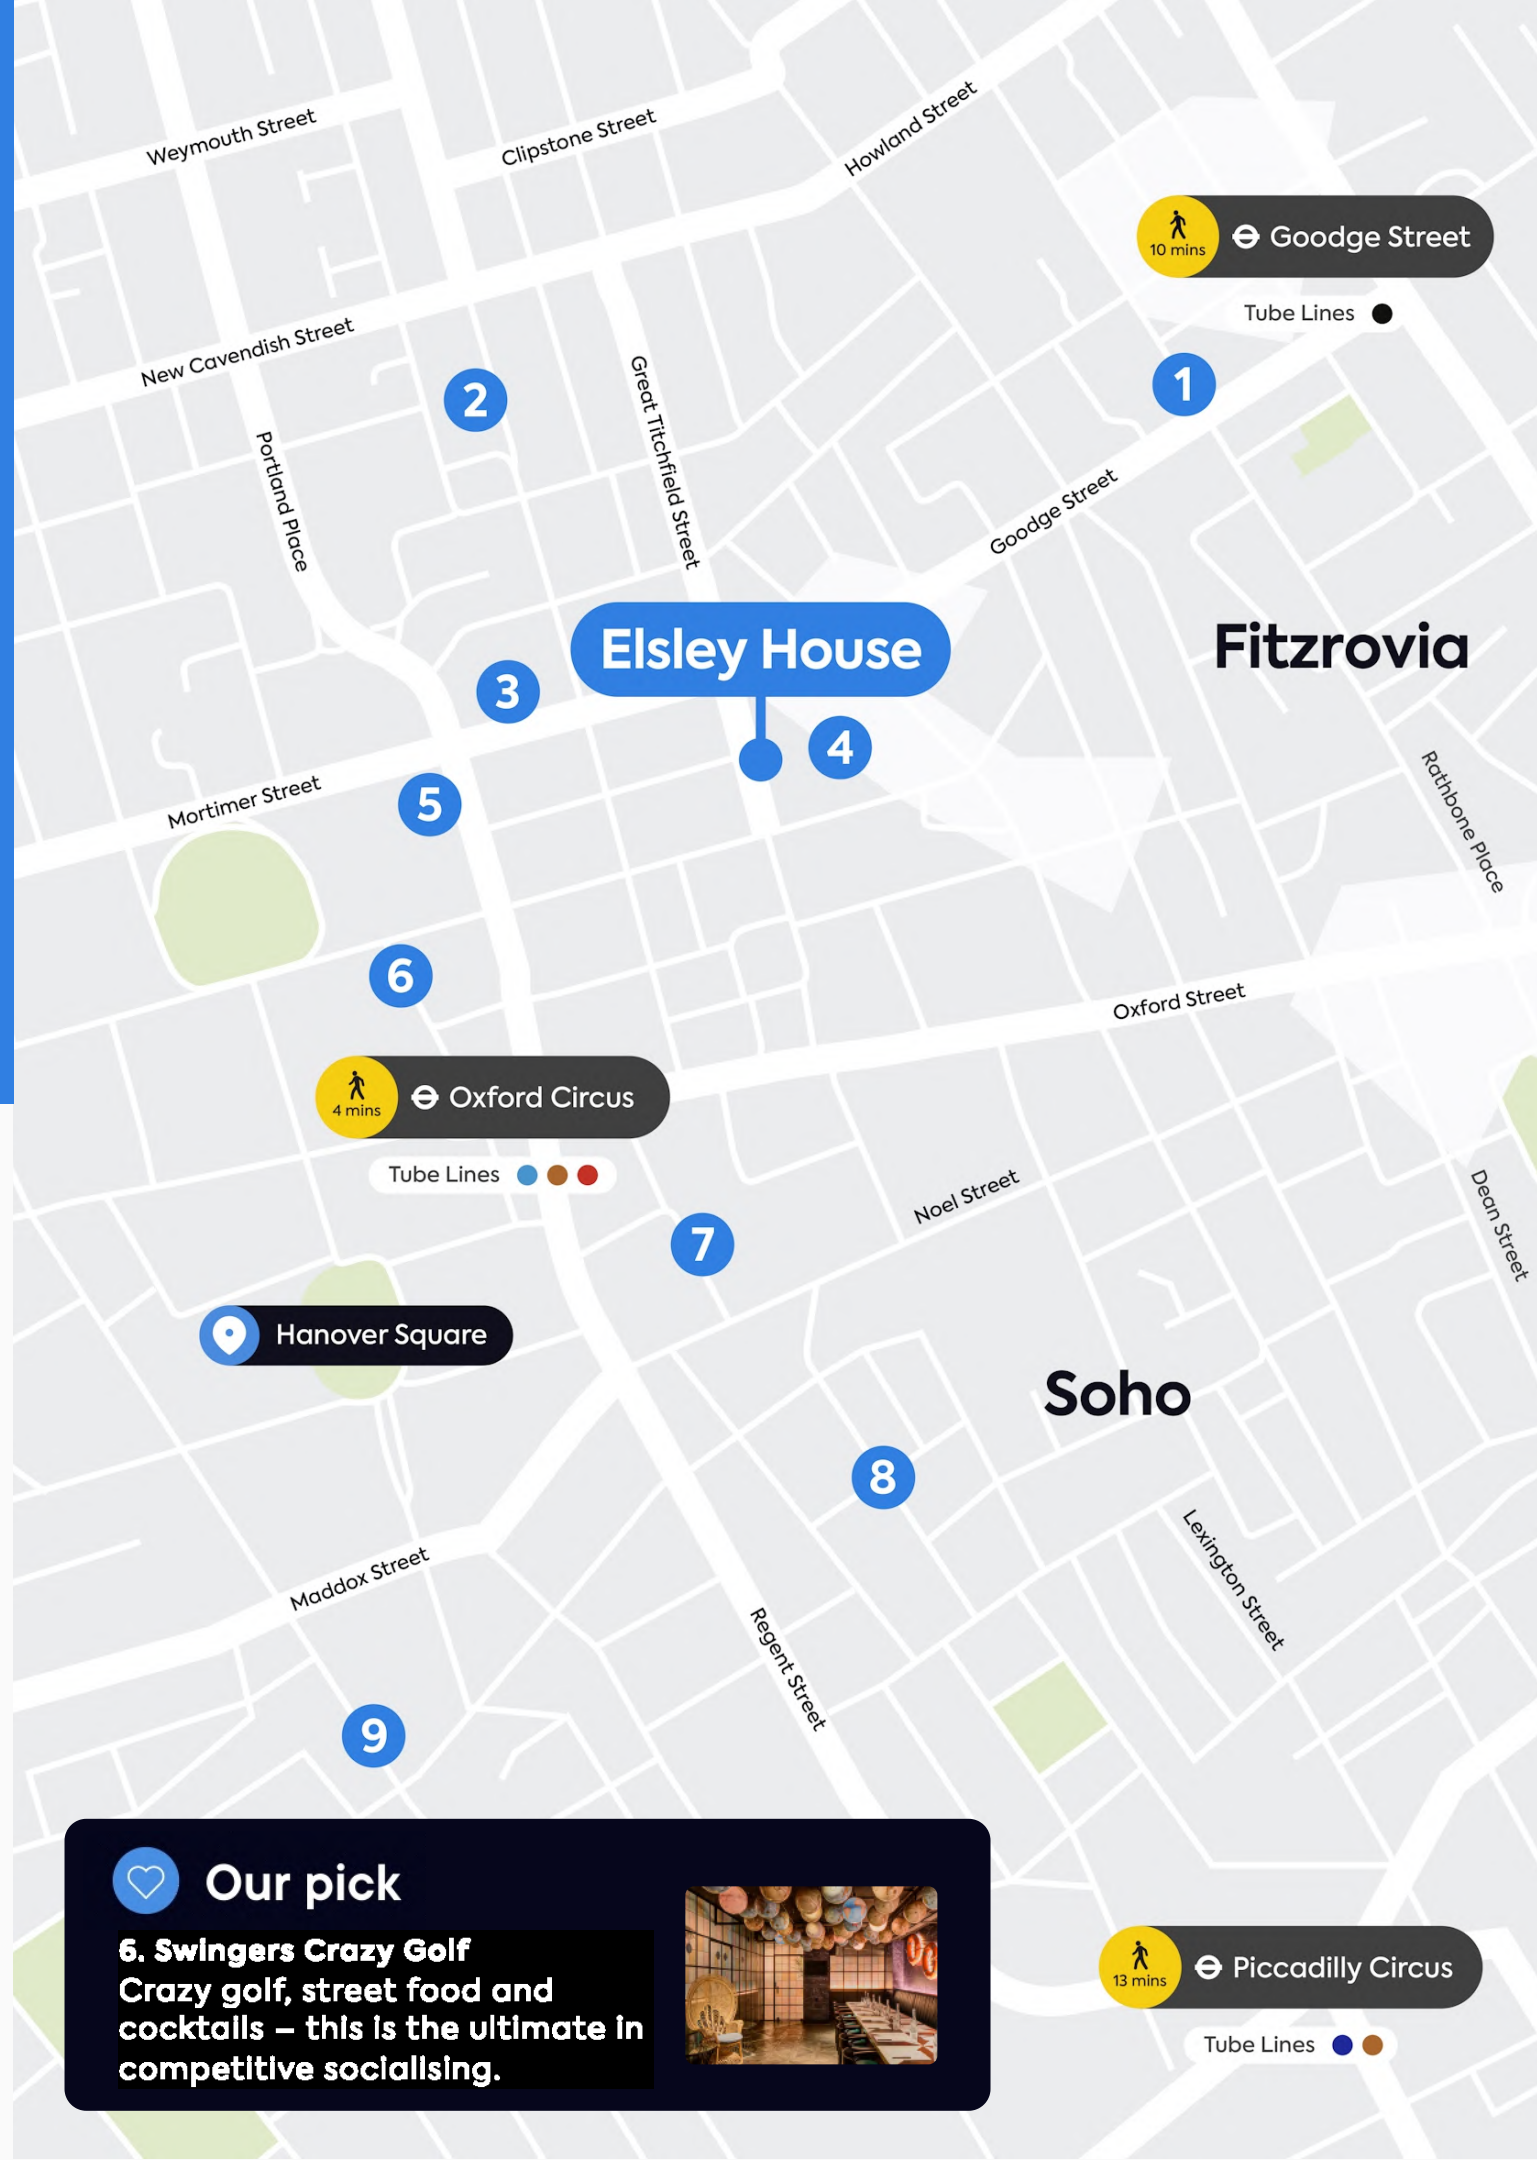 Weymouth Street
Clipstone Street
Howland Street
10 mins
Goodge Street
Tube Lines
New Cavendish Street
1
2
Great Titchfield Street
Portland Place
Goodge Street
Elsley House
Fitzrovia
3
4
Rathbone Place
Mortimer Street
5
6
Oxford Street
4 mins
Oxford Circus
Tube Lines
Noel Street
Dean Street
7
Hanover Square
Soho
8
Lexington Street
Maddox Street
Regent Street
9
Our pick
6. Swingers Crazy Golf
Crazy golf, street food and
cocktails – this is the ultimate in
competitive socialising.
13 mins
Piccadilly Circus
Tube Lines